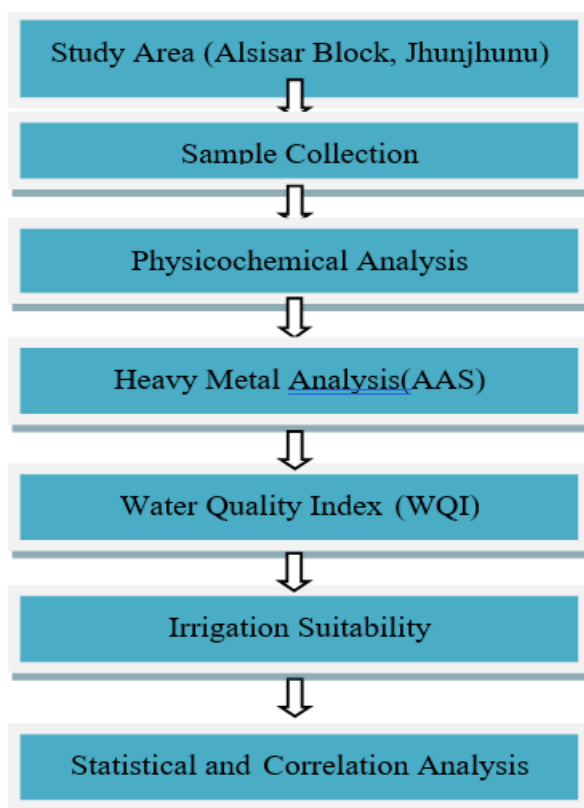 Study Area (Alsisar Block, Jhunjhunu)
Sample Collection
Physicochemical Analysis
Heavy Metal Analysis(AAS)
Water Quality Index (WQI)
Irrigation Suitability
Statistical and Correlation Analysis